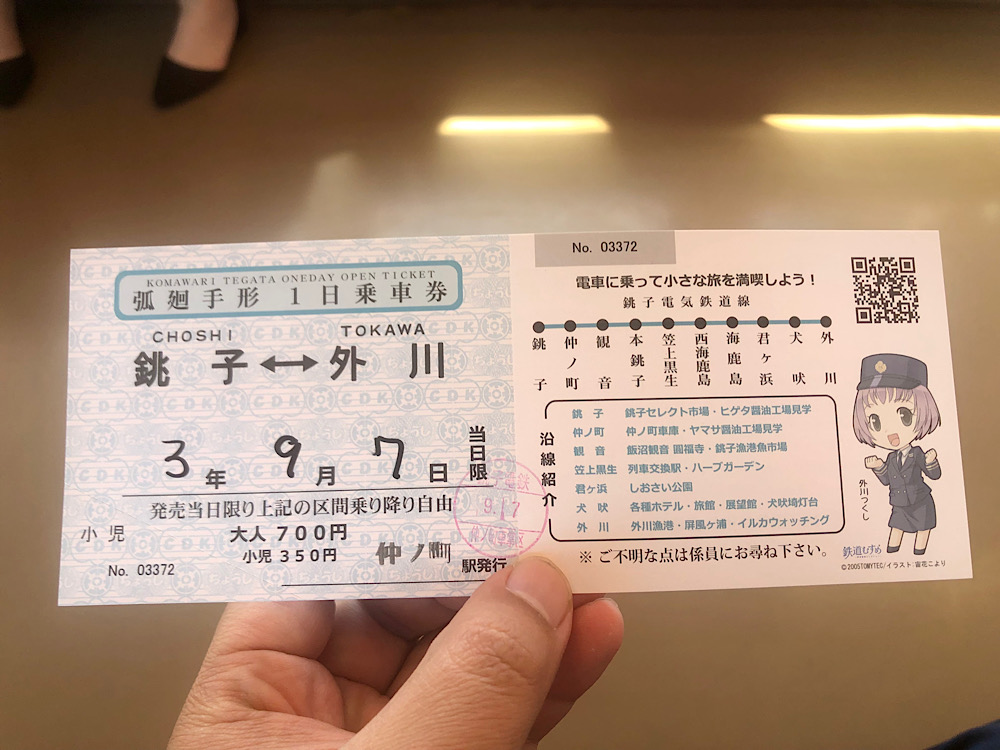 KOMAWARI TEGATA ONEDAY OPEN TICKET
弧廻手形 1日乗車券
CHOSHI TOKAWA
銚子↔外川
3年9月7日 当日限
発売当日限り上記の区間乗り降り自由
小児 大人700円
小児350円
No. 03372 仲ノ町駅発行
9.-7
No. 03372
電車に乗って小さな旅を満喫しよう！
銚子電気鉄道線
銚子 仲ノ町 観音 本銚子 笠上黒生 西海鹿島 海鹿島 君ヶ浜 犬吠 外川
沿線紹介
銚子 銚子セレクト市場・ヒゲタ醤油工場見学
仲ノ町 仲ノ町車庫・ヤマサ醤油工場見学
観音 飯沼観音 圓福寺・銚子漁港魚市場
笠上黒生 列車交換駅・ハーブガーデン
君ヶ浜 しおさい公園
犬吠 各種ホテル・旅館・展望館・犬吠埼灯台
外川 外川漁港・屏風ヶ浦・イルカウォッチング
※ ご不明な点は係員にお尋ね下さい。
外川つくし
鉄道むすめ
©2005TOMYTEC/イラスト:宙花こより